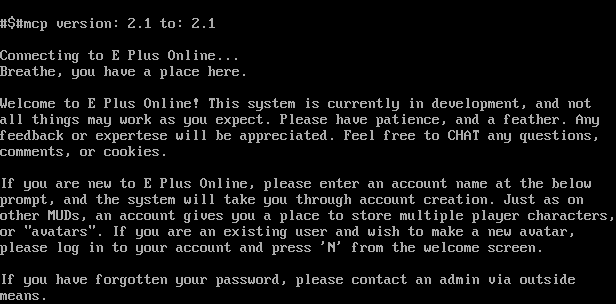 #$#mcp version: 2.1 to: 2.1
Connecting to E Plus Online...
Breathe, you have a place here.
Welcome to E Plus Online! This system is currently in development, and not
all things may work as you expect. Please have patience, and a feather. Any
feedback or expertese will be appreciated. Feel free to CHAT any questions,
comments, or cookies.
If you are new to E Plus Online, please enter an account name at the below
prompt, and the system will take you through account creation. Just as on
other MUDs, an account gives you a place to store multiple player characters,
or "avatars". If you are an existing user and wish to make a new avatar,
please log in to your account and press 'N' from the welcome screen.
If you have forgotten your password, please contact an admin via outside
means.